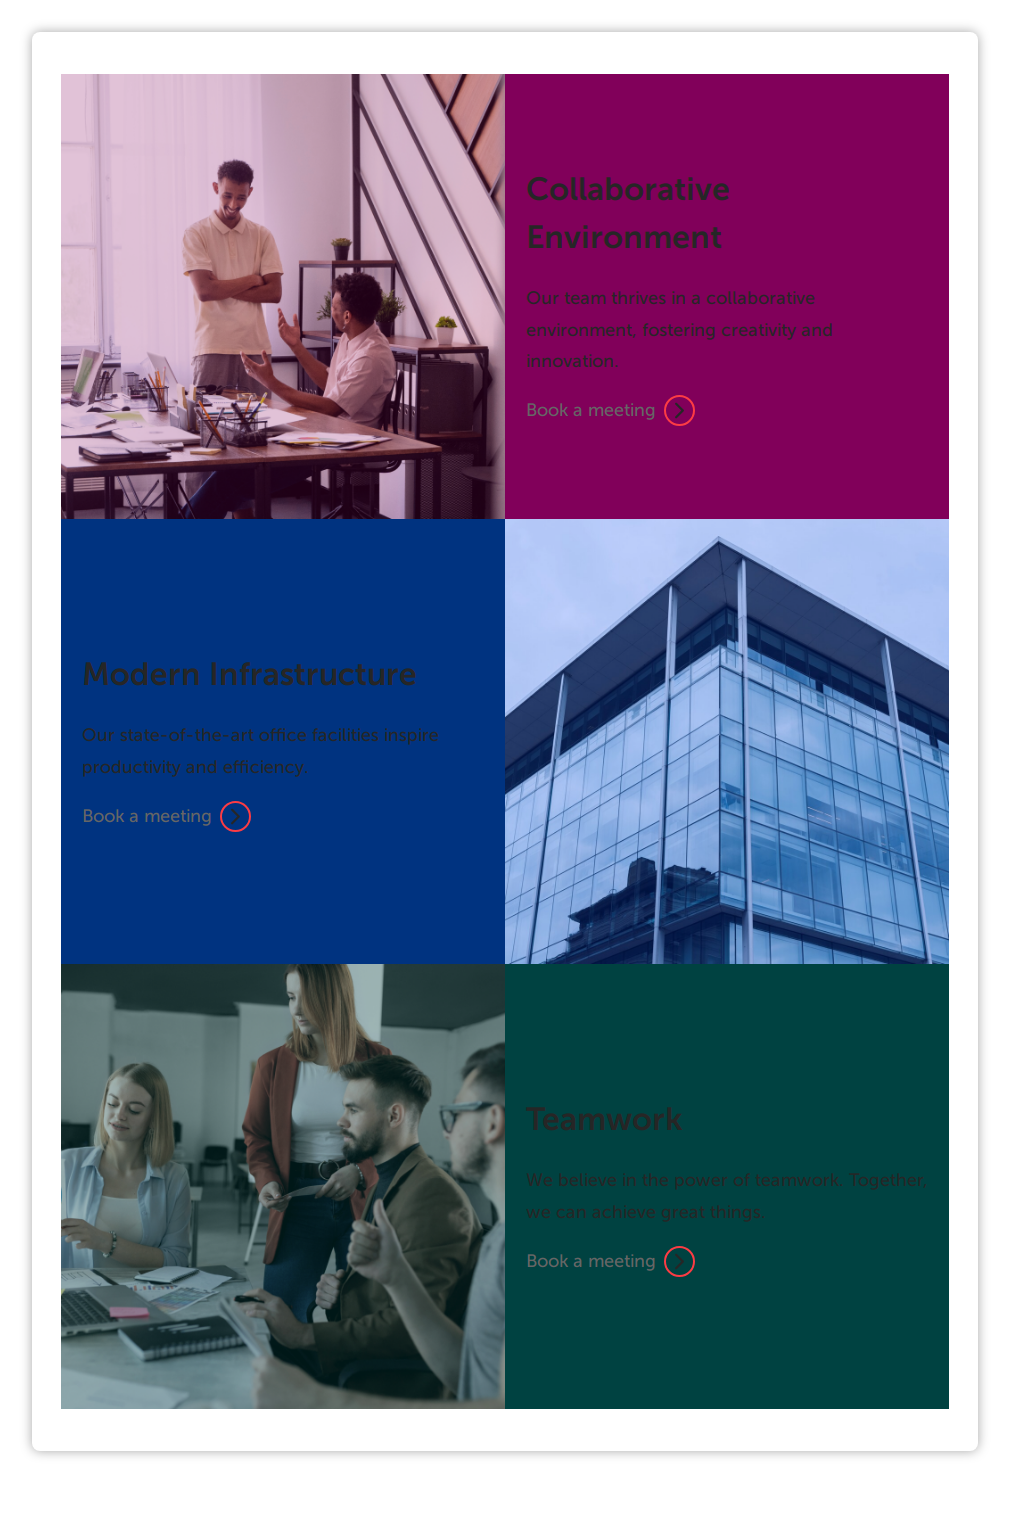 Collaborative
Environment
Our team thrives in a collaborative
environment, fostering creativity and
innovation.
Book a meeting
Modern Infrastructure
Our state-of-the-art office facilities inspire
productivity and efficiency.
Book a meeting
Teamwork
We believe in the power of teamwork. Together,
we can achieve great things.
Book a meeting